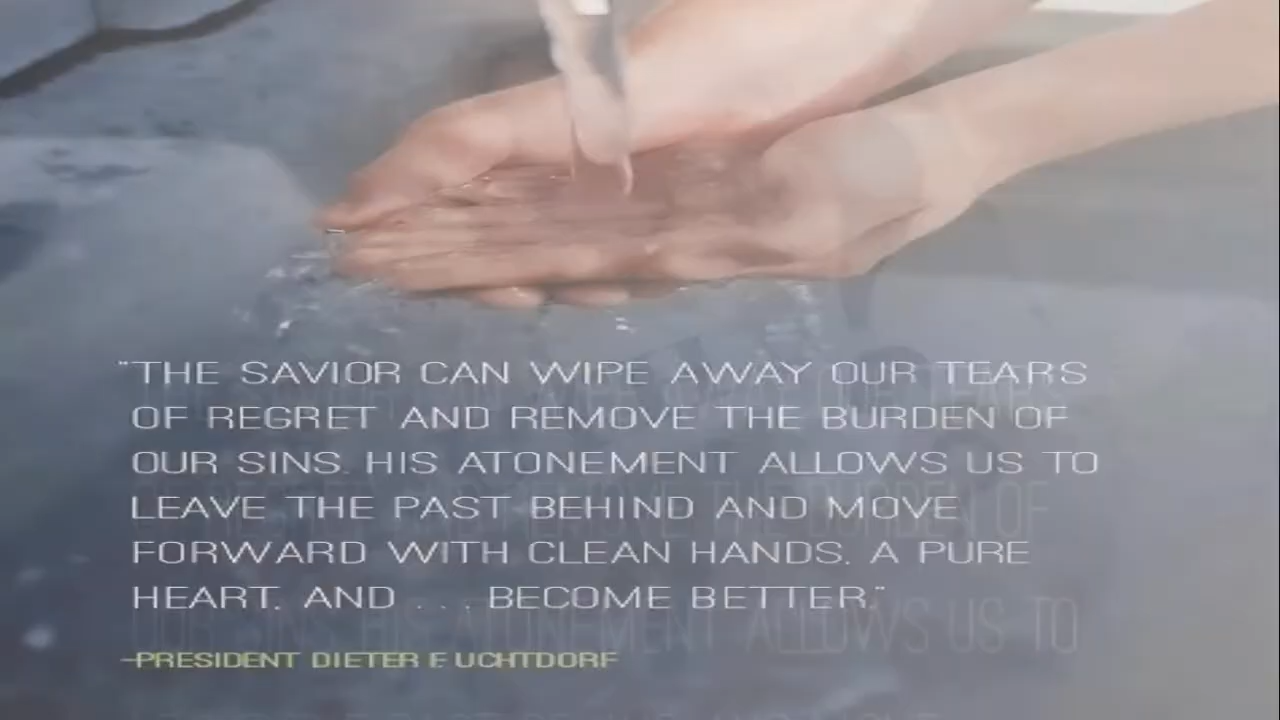 "THE SAVIOR CAN WIPE AWAY OUR TEARS
OF REGRET AND REMOVE THE BURDEN OF
OUR SINS. HIS ATONEMENT ALLOWS US TO
LEAVE THE PAST BEHIND AND MOVE
FORWARD WITH CLEAN HANDS, A PURE
HEART, AND . . . BECOME BETTER."
—PRESIDENT DIETER F. UCHTDORF